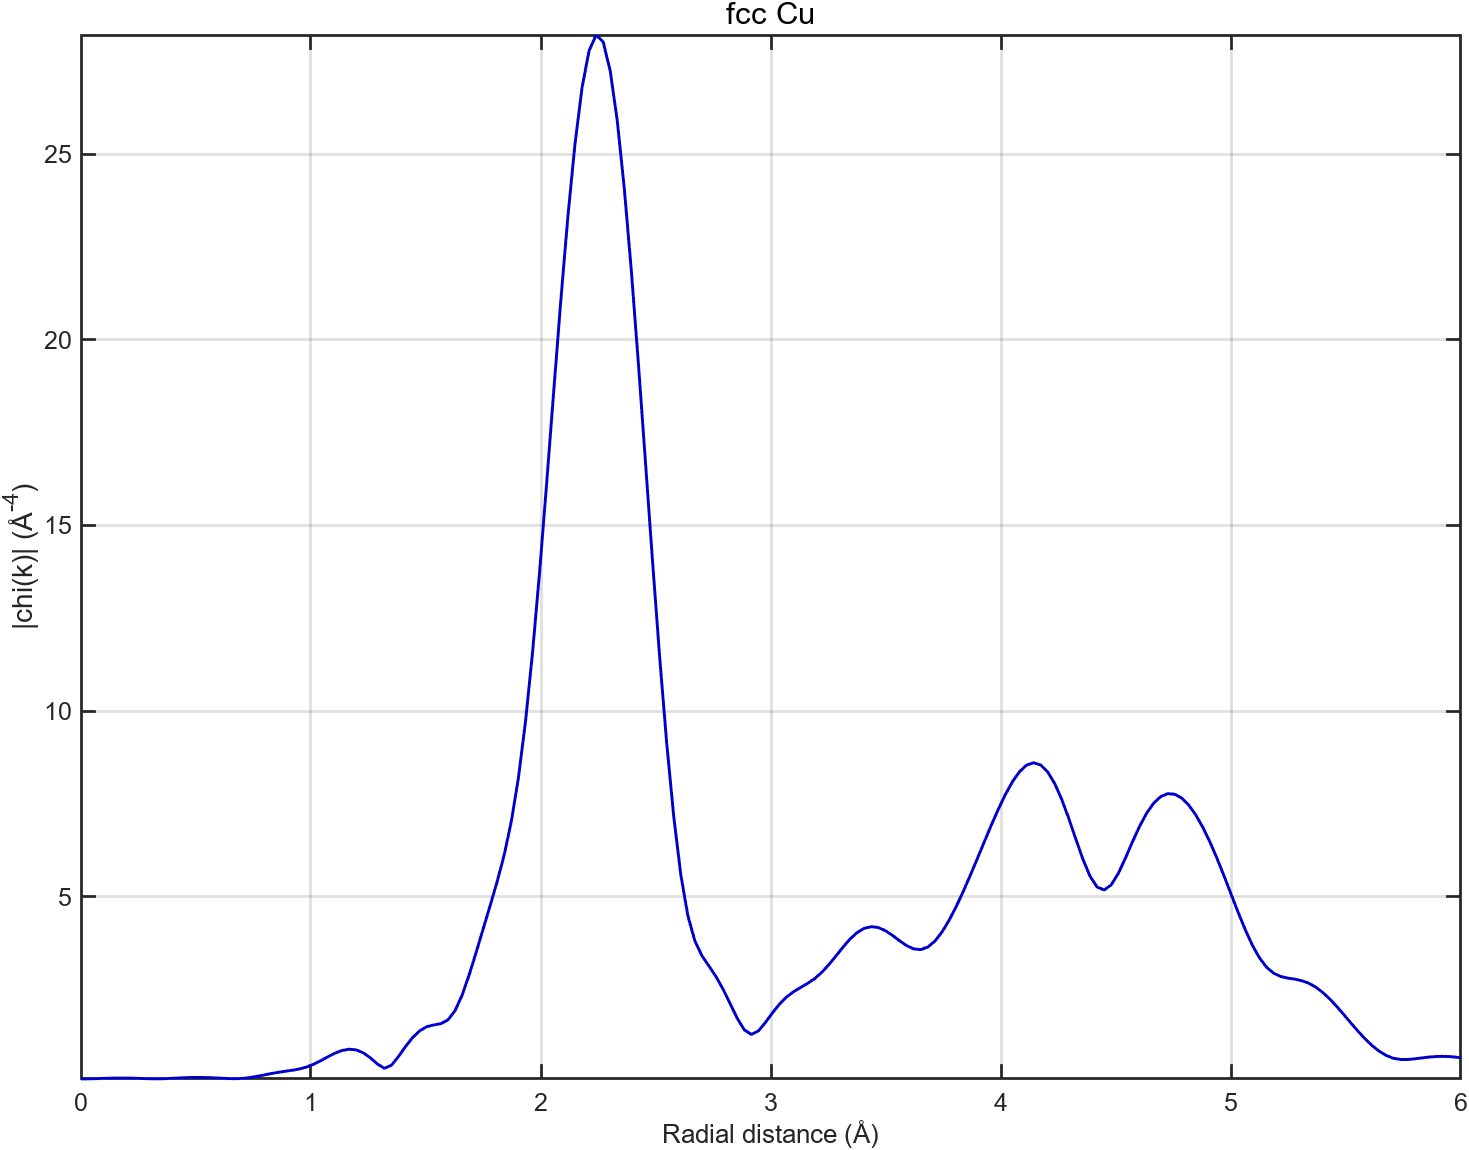 fcc Cu
|chi(k)| (Å^-4)
25
20
15
10
5
0 1 2 3 4 5 6
Radial distance (Å)